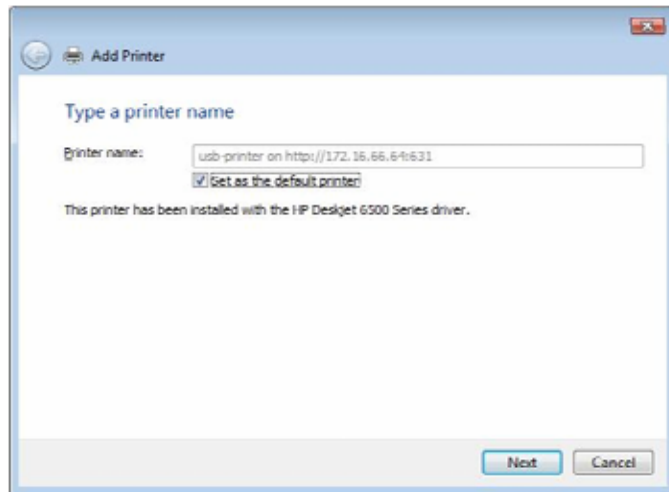 Add Printer
Type a printer name
Printer name: usb-printer on http://172.16.66.64:631
Set as the default printer
This printer has been installed with the HP Deskjet 6500 Series driver.
Next Cancel